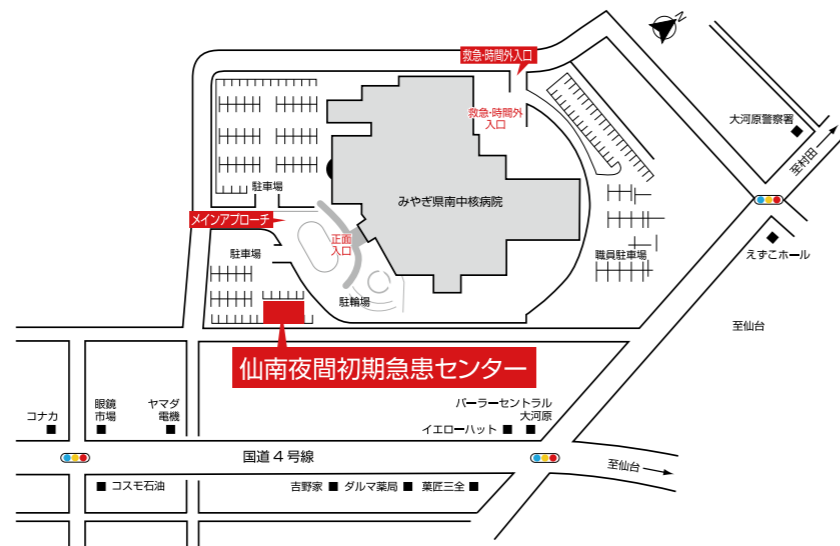 N
救急・時間外入口
救急・時間外
入口
大河原警察署
至村田
みやぎ県南中核病院
駐車場
メインアプローチ
正面
入口
駐車場
職員駐車場
えずこホール
駐輪場
至仙台
仙南夜間初期急患センター
コナカ
眼鏡
市場
ヤマダ
電機
パーラーセントラル
大河原
イエローハット
国道4号線
至仙台
コスモ石油
吉野家
ダルマ薬局
菓匠三全